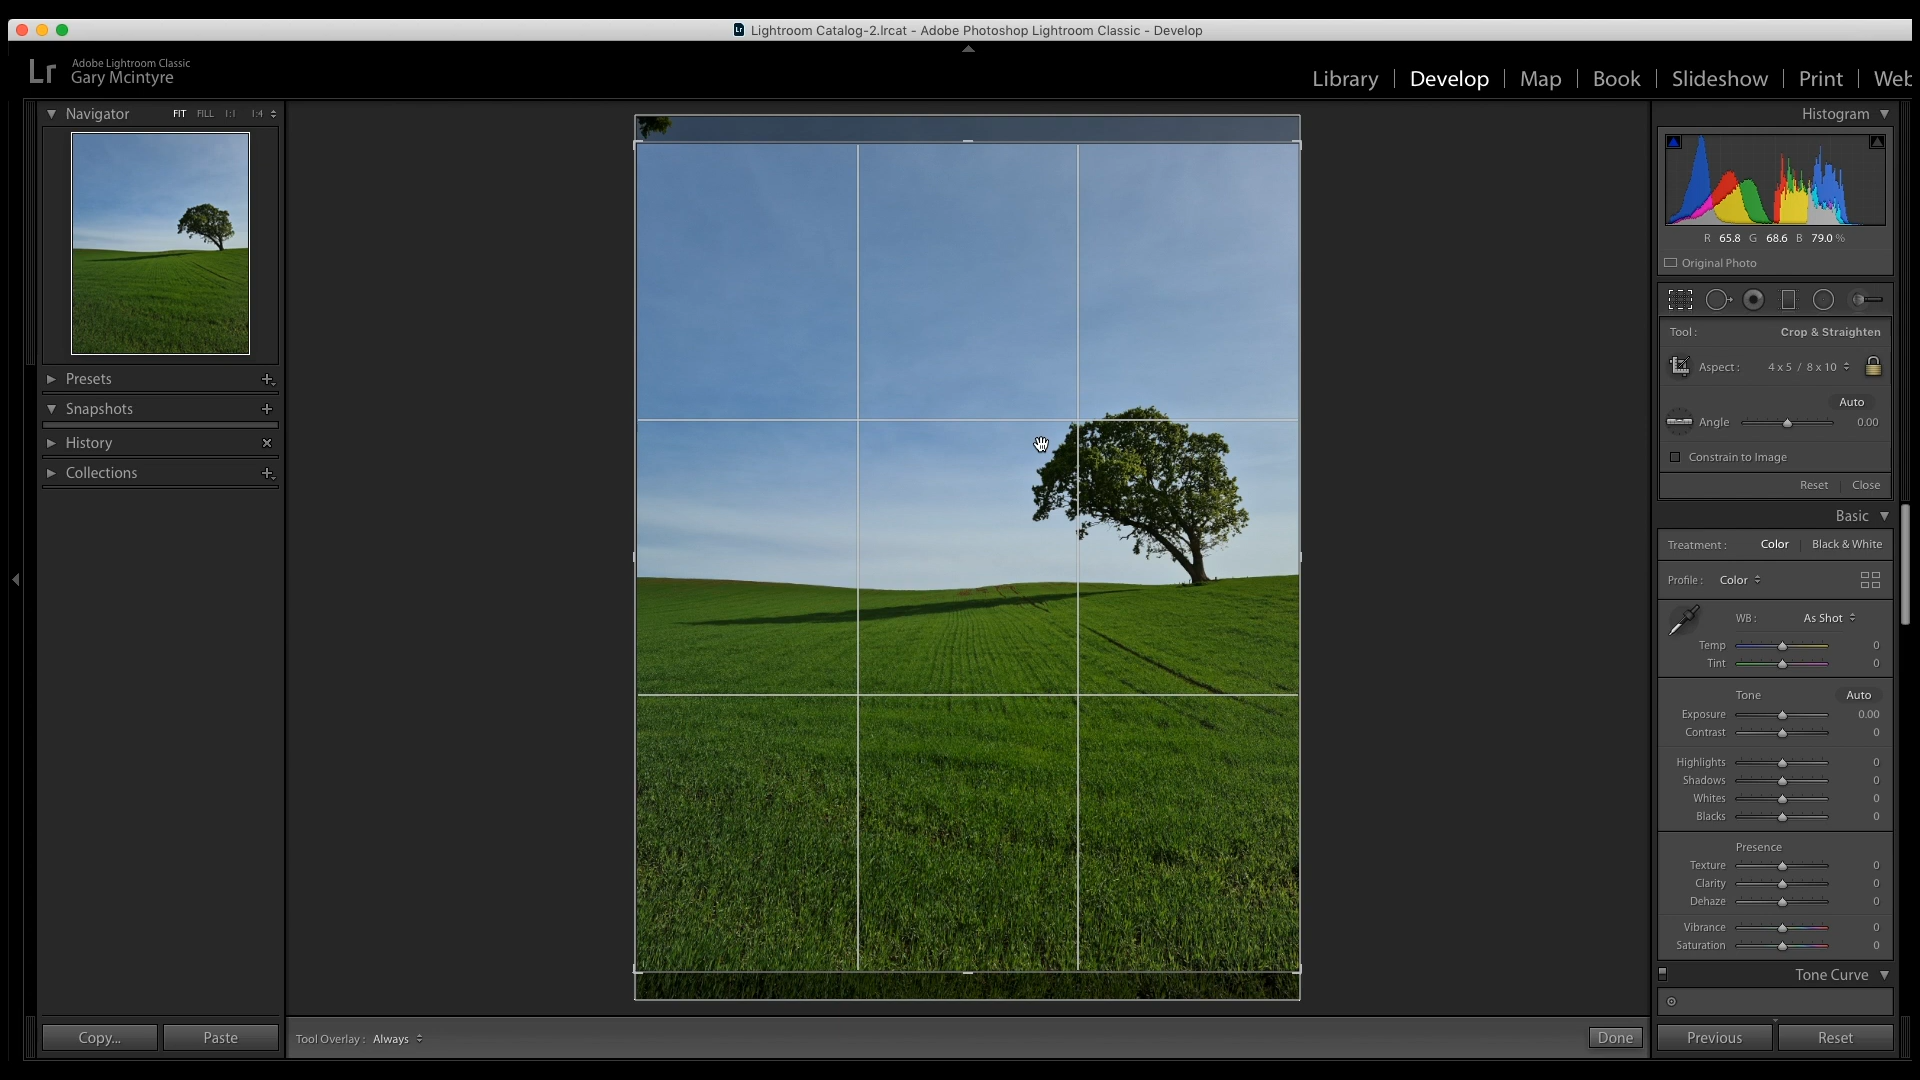 Lightroom Catalog-2.lrcat - Adobe Photoshop Lightroom Classic - Develop
Lr
Adobe Lightroom Classic
Gary Mcintyre
Library | Develop | Map | Book | Slideshow | Print | Web
Navigator FIT FILL 1:1 1:4
Presets
Snapshots
History
Collections
Copy... Paste
Tool Overlay : Always
Done
Histogram
R 65.8 G 68.6 B 79.0 %
Original Photo
Tool : Crop & Straighten
Aspect : 4 x 5 / 8 x 10
Auto
Angle 0.00
Constrain to Image
Reset Close
Basic
Treatment : Color Black & White
Profile : Color
WB : As Shot
Temp 0
Tint 0
Tone Auto
Exposure 0.00
Contrast 0
Highlights 0
Shadows 0
Whites 0
Blacks 0
Presence
Texture 0
Clarity 0
Dehaze 0
Vibrance 0
Saturation 0
Tone Curve
Previous Reset